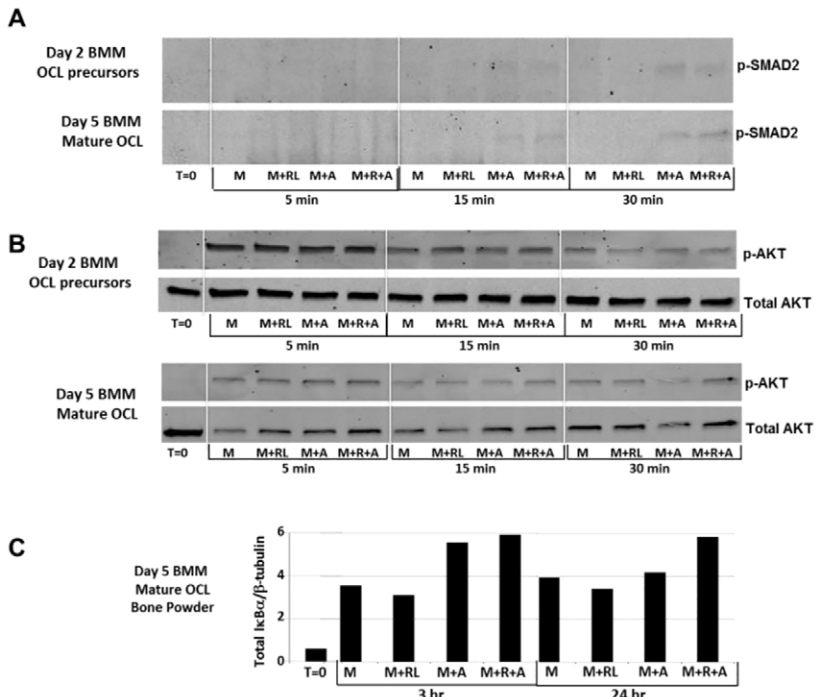 A
Day 2 BMM
OCL precursors
p-SMAD2
Day 5 BMM
Mature OCL
p-SMAD2
T=0 M M+RL M+A M+R+A M M+RL M+A M+R+A M M+RL M+A M+R+A
5 min 15 min 30 min
B
Day 2 BMM
OCL precursors
p-AKT
Total AKT
T=0 M M+RL M+A M+R+A M M+RL M+A M+R+A M M+RL M+A M+R+A
5 min 15 min 30 min
Day 5 BMM
Mature OCL
p-AKT
Total AKT
T=0 M M+RL M+A M+R+A M M+RL M+A M+R+A M M+RL M+A M+R+A
5 min 15 min 30 min
C
Day 5 BMM
Mature OCL
Bone Powder
Total IκBα/β-tubulin
6
4
2
0
T=0 M M+RL M+A M+R+A M M+RL M+A M+R+A
3 hr 24 hr